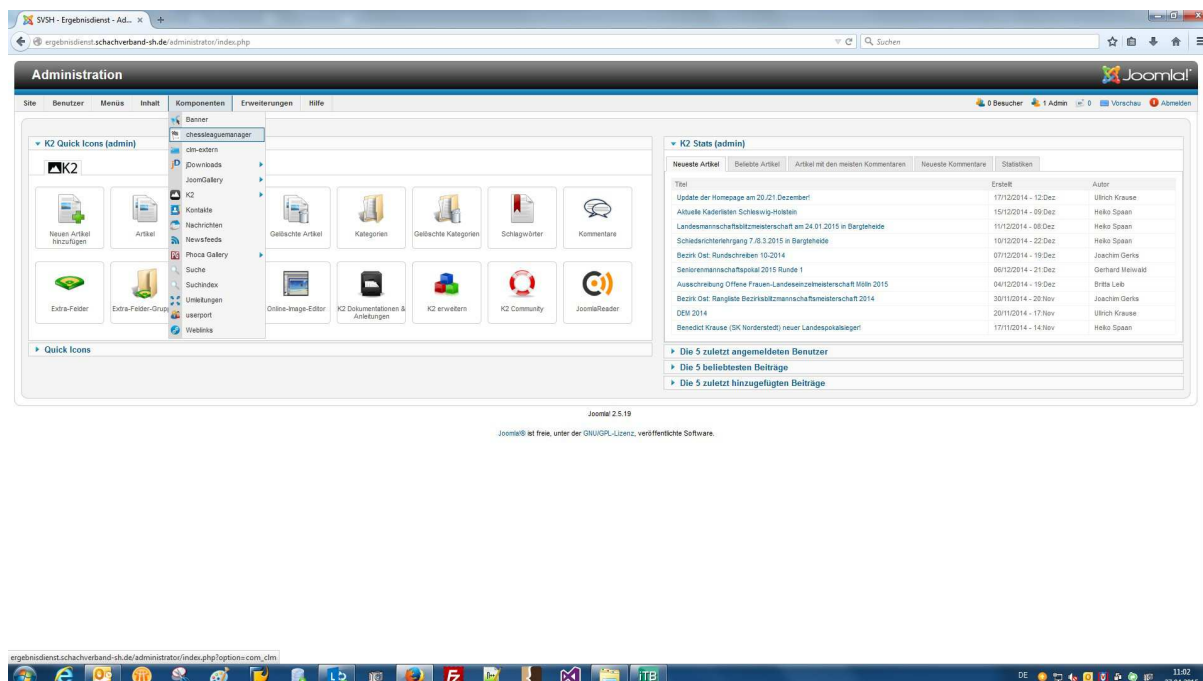 SVSH - Ergebnisdienst - Ad...
ergebnisdienst.schachverband-sh.de/administrator/index.php
Suchen
Administration
Joomla!
Site Benutzer Menüs Inhalt Komponenten Erweiterungen Hilfe
0 Besucher 1 Admin 0 Vorschau Abmelden
Banner
chessleaguemanager
clm-extern
jDownloads
JoomGallery
K2
Kontakte
Nachrichten
Newsfeeds
Phoca Gallery
Suche
Suchindex
Umleitungen
userport
Weblinks
K2 Quick Icons (admin)
K2
Neuen Artikel hinzufügen
Artikel
Gelöschte Artikel
Kategorien
Gelöschte Kategorien
Schlagwörter
Kommentare
Extra-Felder
Extra-Felder-Grup
Online-Image-Editor
K2 Dokumentationen & Anleitungen
K2 erweitern
K2 Community
JoomlaReader
Quick Icons
K2 Stats (admin)
Neueste Artikel Beliebte Artikel Artikel mit den meisten Kommentaren Neueste Kommentare Statistiken
Titel Erstellt Autor
Update der Homepage am 20./21.Dezember! 17/12/2014 - 12:Dez Ullrich Krause
Aktuelle Kaderlisten Schleswig-Holstein 15/12/2014 - 09:Dez Heiko Spaan
Landesmannschaftsblitzmeisterschaft am 24.01.2015 in Bargteheide 11/12/2014 - 08:Dez Heiko Spaan
Schiedsrichterlehrgang 7./8.3.2015 in Bargteheide 10/12/2014 - 22:Dez Heiko Spaan
Bezirk Ost: Rundschreiben 10-2014 07/12/2014 - 19:Dez Joachim Gerks
Seniorenmannschaftspokal 2015 Runde 1 06/12/2014 - 21:Dez Gerhard Meiwald
Ausschreibung Offene Frauen-Landeseinzelmeisterschaft Mölln 2015 04/12/2014 - 19:Dez Britta Leib
Bezirk Ost: Rangliste Bezirksblitzmannschaftsmeisterschaft 2014 30/11/2014 - 20:Nov Joachim Gerks
DEM 2014 20/11/2014 - 17:Nov Ullrich Krause
Benedict Krause (SK Norderstedt) neuer Landespokalsieger! 17/11/2014 - 14:Nov Heiko Spaan
Die 5 zuletzt angemeldeten Benutzer
Die 5 beliebtesten Beiträge
Die 5 zuletzt hinzugefügten Beiträge
Joomla! 2.5.19
Joomla!® ist freie, unter der GNU/GPL-Lizenz, veröffentlichte Software.
ergebnisdienst.schachverband-sh.de/administrator/index.php?option=com_clm
iTB
DE
11:02